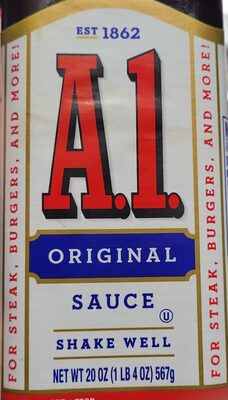 EST 1862
A.1.
ORIGINAL
SAUCE
U
SHAKE WELL
NET WT 20 OZ (1 LB 4 OZ) 567g
FOR STEAK, BURGERS, AND MORE!
FOR STEAK, BURGERS, AND MORE!